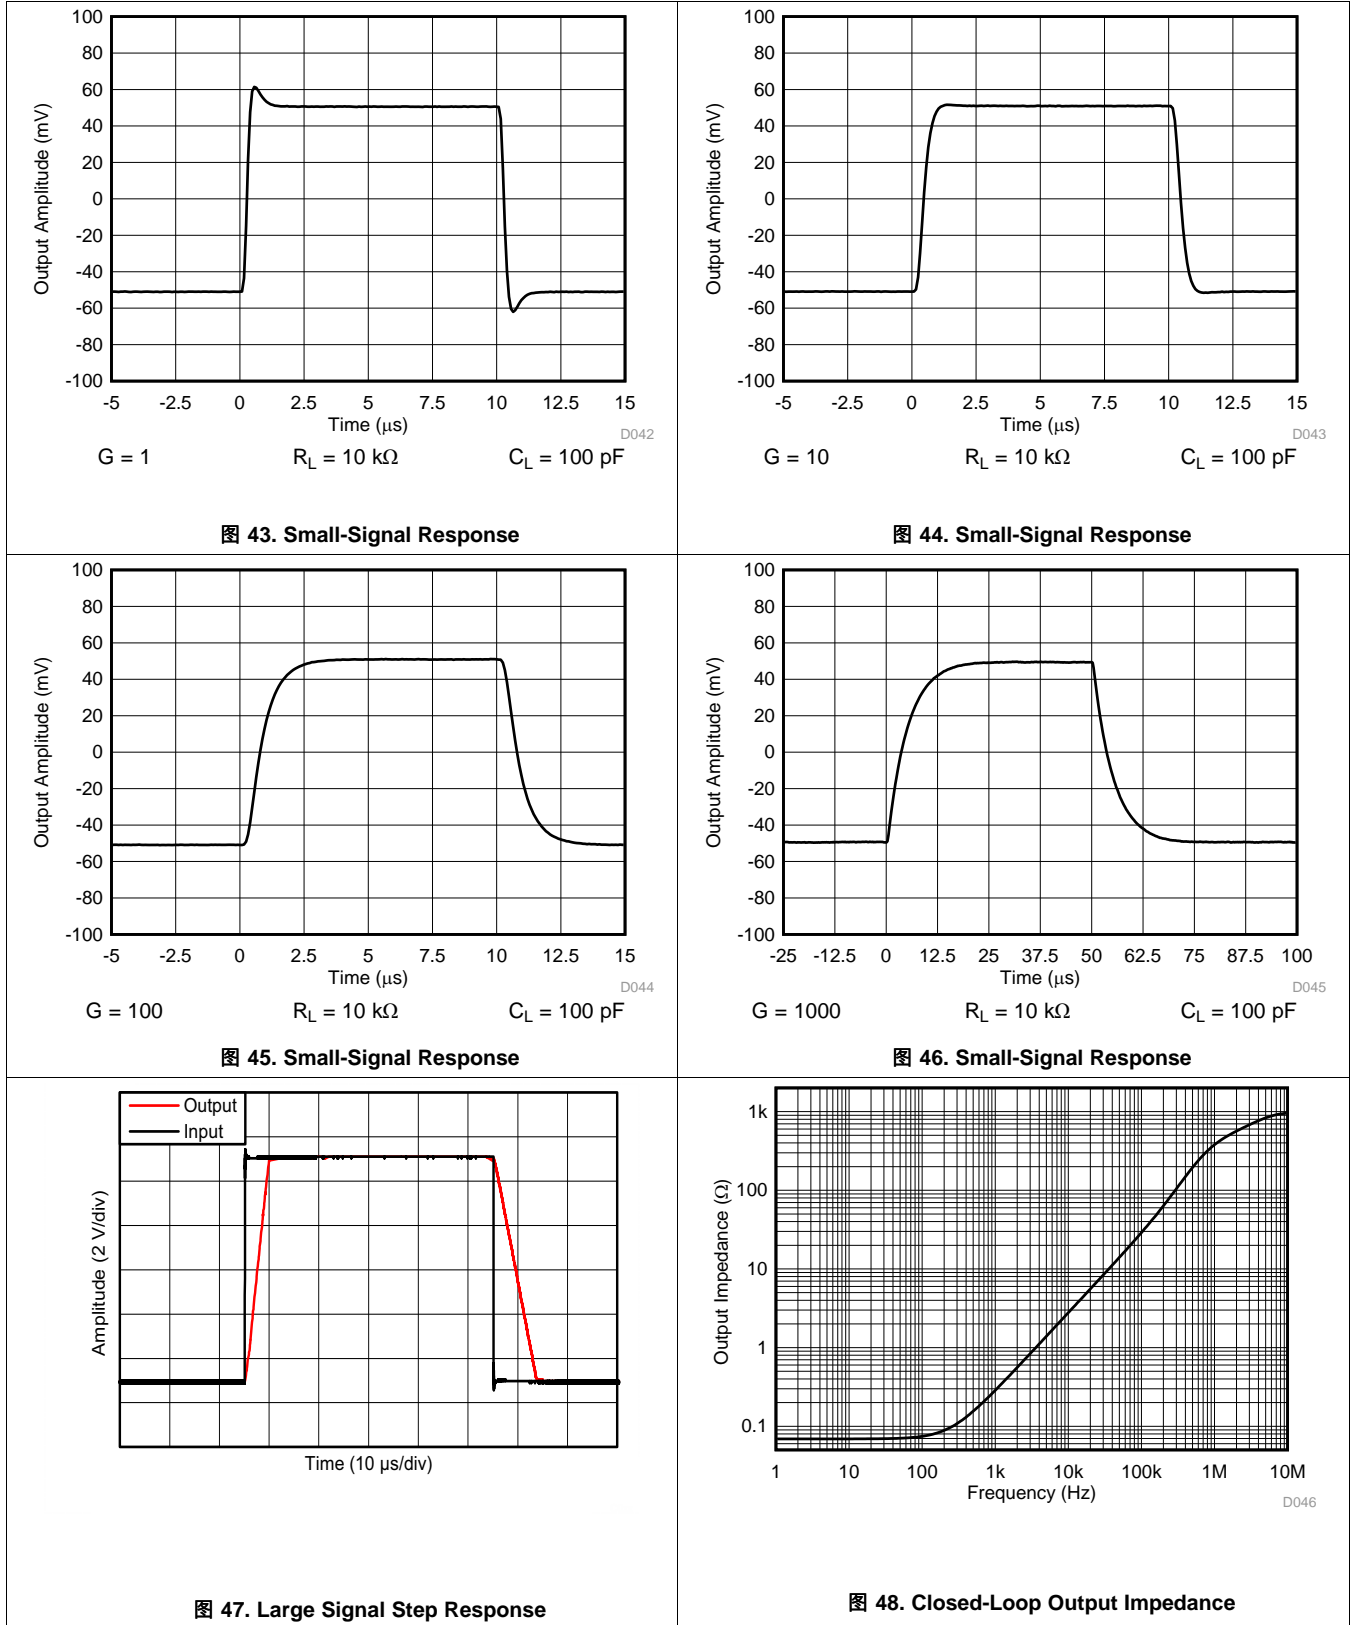 100
80
60
40
20
0
-20
-40
-60
-80
-100
Output Amplitude (mV)
-5 -2.5 0 2.5 5 7.5 10 12.5 15
Time (μs)
D042
G = 1 R_L = 10 kΩ C_L = 100 pF
图 43. Small-Signal Response
100
80
60
40
20
0
-20
-40
-60
-80
-100
Output Amplitude (mV)
-5 -2.5 0 2.5 5 7.5 10 12.5 15
Time (μs)
D043
G = 10 R_L = 10 kΩ C_L = 100 pF
图 44. Small-Signal Response
100
80
60
40
20
0
-20
-40
-60
-80
-100
Output Amplitude (mV)
-5 -2.5 0 2.5 5 7.5 10 12.5 15
Time (μs)
D044
G = 100 R_L = 10 kΩ C_L = 100 pF
图 45. Small-Signal Response
100
80
60
40
20
0
-20
-40
-60
-80
-100
Output Amplitude (mV)
-25 -12.5 0 12.5 25 37.5 50 62.5 75 87.5 100
Time (μs)
D045
G = 1000 R_L = 10 kΩ C_L = 100 pF
图 46. Small-Signal Response
Output
Input
Amplitude (2 V/div)
Time (10 μs/div)
图 47. Large Signal Step Response
1k
100
10
1
0.1
Output Impedance (Ω)
1 10 100 1k 10k 100k 1M 10M
Frequency (Hz)
D046
图 48. Closed-Loop Output Impedance